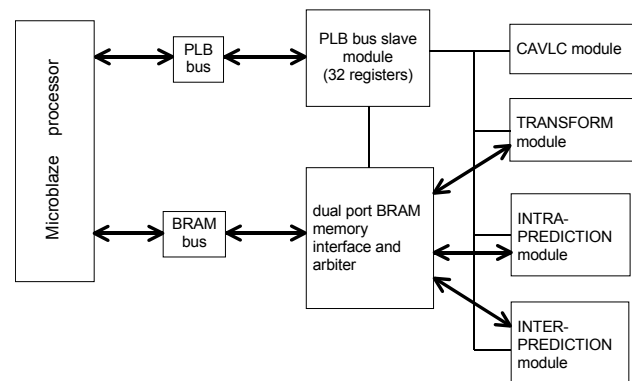 Microblaze processor
PLB
bus
PLB bus slave
module
(32 registers)
CAVLC module
TRANSFORM
module
BRAM
bus
dual port BRAM
memory
interface and
arbiter
INTRA-
PREDICTION
module
INTER-
PREDICTION
module